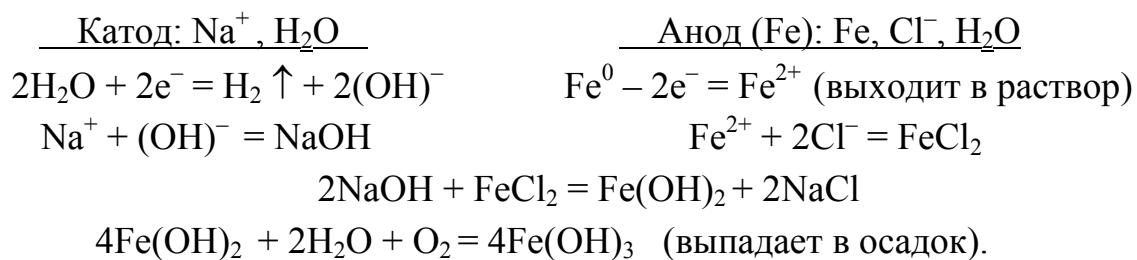 Катод: Na⁺, H₂O Анод (Fe): Fe, Cl⁻, H₂O
2H₂O + 2e⁻ = H₂ ↑ + 2(OH)⁻ Fe⁰ – 2e⁻ = Fe²⁺ (выходит в раствор)
Na⁺ + (OH)⁻ = NaOH Fe²⁺ + 2Cl⁻ = FeCl₂
2NaOH + FeCl₂ = Fe(OH)₂ + 2NaCl
4Fe(OH)₂ + 2H₂O + O₂ = 4Fe(OH)₃ (выпадает в осадок).